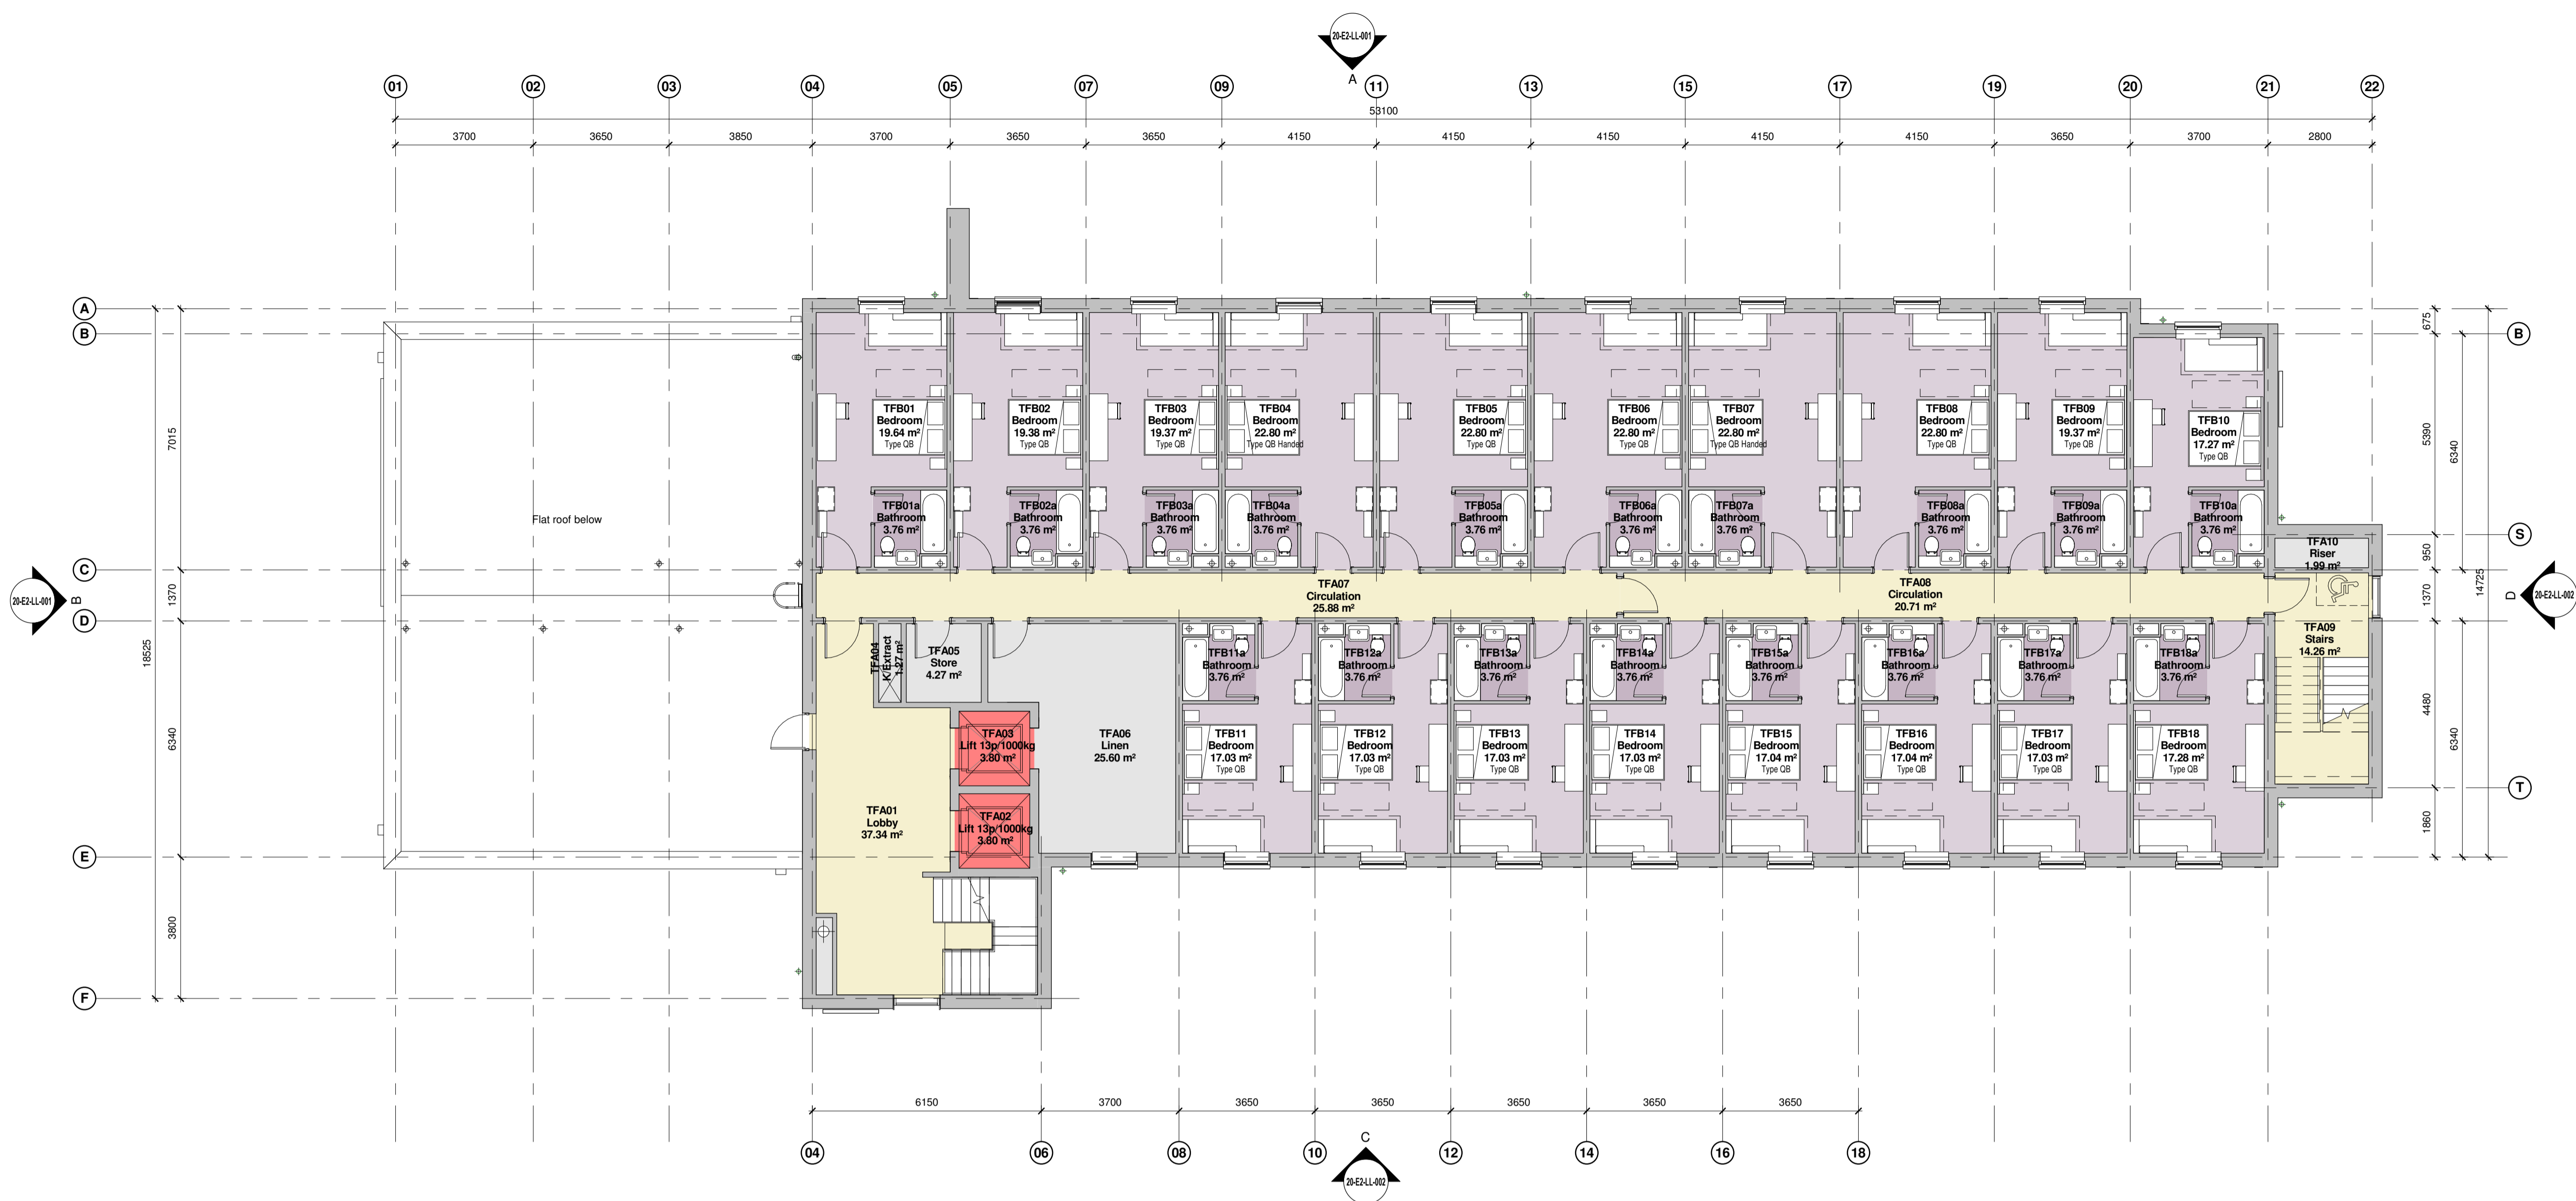 20-E2-LL-001
A
01
02
03
04
05
07
09
11
13
15
17
19
20
21
22
53100
3700
3650
3850
3700
3650
3650
4150
4150
4150
4150
4150
3650
3700
2800
A
B
C
D
E
F
B
S
T
7015
1370
6340
3800
18525
675
5390
950
1370
4480
1860
6340
6340
14725
20-E2-LL-001
B
D
20-E2-LL-002
Flat roof below
TFB01
Bedroom
19.64 m²
Type QB
TFB02
Bedroom
19.38 m²
Type QB
TFB03
Bedroom
19.37 m²
Type QB
TFB04
Bedroom
22.80 m²
Type QB Handed
TFB05
Bedroom
22.80 m²
Type QB
TFB06
Bedroom
22.80 m²
Type QB
TFB07
Bedroom
22.80 m²
Type QB Handed
TFB08
Bedroom
22.80 m²
Type QB
TFB09
Bedroom
19.37 m²
Type QB
TFB10
Bedroom
17.27 m²
Type QB
TFB01a
Bathroom
3.76 m²
TFB02a
Bathroom
3.76 m²
TFB03a
Bathroom
3.76 m²
TFB04a
Bathroom
3.76 m²
TFB05a
Bathroom
3.76 m²
TFB06a
Bathroom
3.76 m²
TFB07a
Bathroom
3.76 m²
TFB08a
Bathroom
3.76 m²
TFB09a
Bathroom
3.76 m²
TFB10a
Bathroom
3.76 m²
TFA10
Riser
1.99 m²
TFA07
Circulation
25.88 m²
TFA08
Circulation
20.71 m²
TFA09
Stairs
14.26 m²
TFA04
K/Extract
1.27 m²
TFA05
Store
4.27 m²
TFA03
Lift 13p/1000kg
3.80 m²
TFA02
Lift 13p/1000kg
3.80 m²
TFA01
Lobby
37.34 m²
TFA06
Linen
25.60 m²
TFB11a
Bathroom
3.76 m²
TFB12a
Bathroom
3.76 m²
TFB13a
Bathroom
3.76 m²
TFB14a
Bathroom
3.76 m²
TFB15a
Bathroom
3.76 m²
TFB16a
Bathroom
3.76 m²
TFB17a
Bathroom
3.76 m²
TFB18a
Bathroom
3.76 m²
TFB11
Bedroom
17.03 m²
Type QB
TFB12
Bedroom
17.03 m²
Type QB
TFB13
Bedroom
17.03 m²
Type QB
TFB14
Bedroom
17.03 m²
Type QB
TFB15
Bedroom
17.04 m²
Type QB
TFB16
Bedroom
17.04 m²
Type QB
TFB17
Bedroom
17.03 m²
Type QB
TFB18
Bedroom
17.28 m²
Type QB
6150
3700
3650
3650
3650
3650
3650
04
06
08
10
12
14
16
18
C
20-E2-LL-002